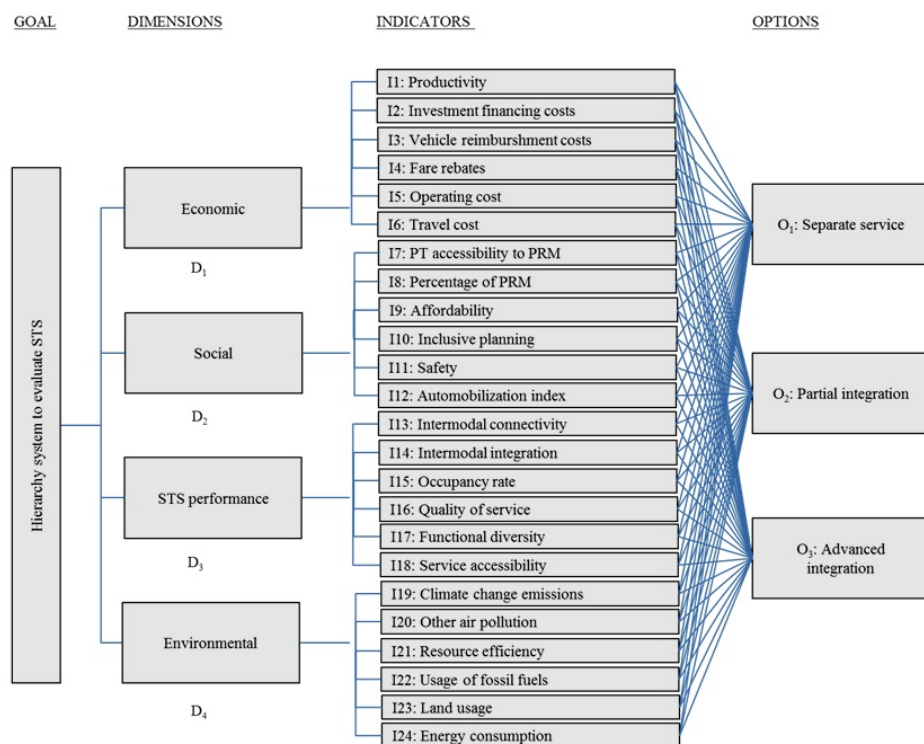 GOAL
DIMENSIONS
INDICATORS
OPTIONS
Hierarchy system to evaluate STS
Economic
D1
Social
D2
STS performance
D3
Environmental
D4
I1: Productivity
I2: Investment financing costs
I3: Vehicle reimburshment costs
I4: Fare rebates
I5: Operating cost
I6: Travel cost
I7: PT accessibility to PRM
I8: Percentage of PRM
I9: Affordability
I10: Inclusive planning
I11: Safety
I12: Automobilization index
I13: Intermodal connectivity
I14: Intermodal integration
I15: Occupancy rate
I16: Quality of service
I17: Functional diversity
I18: Service accessibility
I19: Climate change emissions
I20: Other air pollution
I21: Resource efficiency
I22: Usage of fossil fuels
I23: Land usage
I24: Energy consumption
O1: Separate service
O2: Partial integration
O3: Advanced
integration